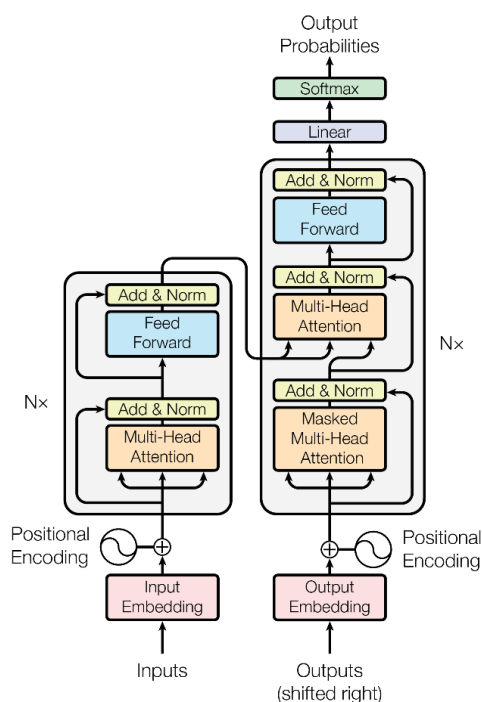 Output
Probabilities
Softmax
Linear
Add & Norm
Feed
Forward
Add & Norm
Multi-Head
Attention
Add & Norm
Masked
Multi-Head
Attention
N×
Positional
Encoding
Output
Embedding
Outputs
(shifted right)
Add & Norm
Feed
Forward
Add & Norm
Multi-Head
Attention
N×
Positional
Encoding
Input
Embedding
Inputs